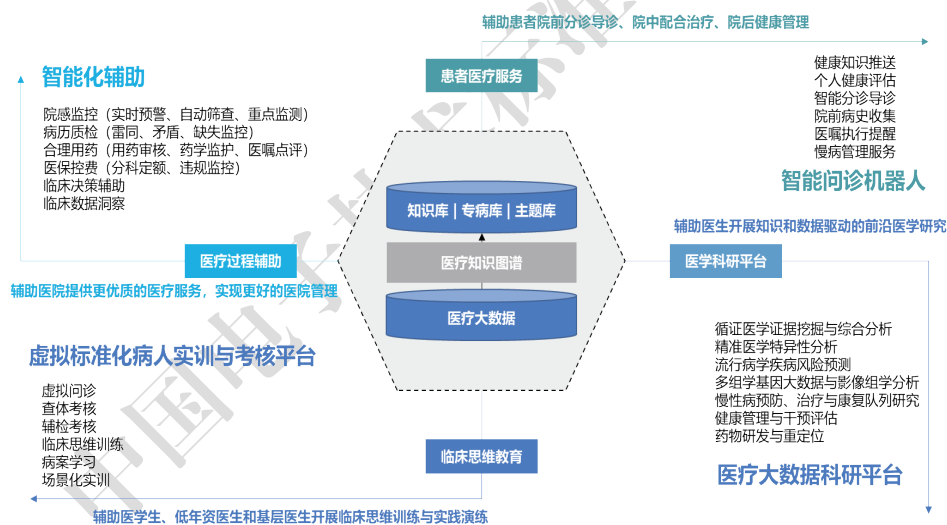 辅助患者院前分诊导诊、院中配合治疗、院后健康管理
患者医疗服务
健康知识推送
个人健康评估
智能分诊导诊
院前病史收集
医嘱执行提醒
慢病管理服务
智能问诊机器人
智能化辅助
院感监控（实时预警、自动筛查、重点监测）
病历质检（雷同、矛盾、缺失监控）
合理用药（用药审核、药学监护、医嘱点评）
医保控费（分科定额、违规监控）
临床决策辅助
临床数据洞察
医疗过程辅助
辅助医院提供更优质的医疗服务，实现更好的医院管理
知识库 | 专病库 | 主题库
医疗知识图谱
医疗大数据
辅助医生开展知识和数据驱动的前沿医学研究
医学科研平台
循证医学证据挖掘与综合分析
精准医学特异性分析
流行病学疾病风险预测
多组学基因大数据与影像组学分析
慢性病预防、治疗与康复队列研究
健康管理与干预评估
药物研发与重定位
医疗大数据科研平台
虚拟标准化病人实训与考核平台
虚拟问诊
查体考核
辅检考核
临床思维训练
病案学习
场景化实训
临床思维教育
辅助医学生、低年资医生和基层医生开展临床思维训练与实践演练
中国电子技术标准